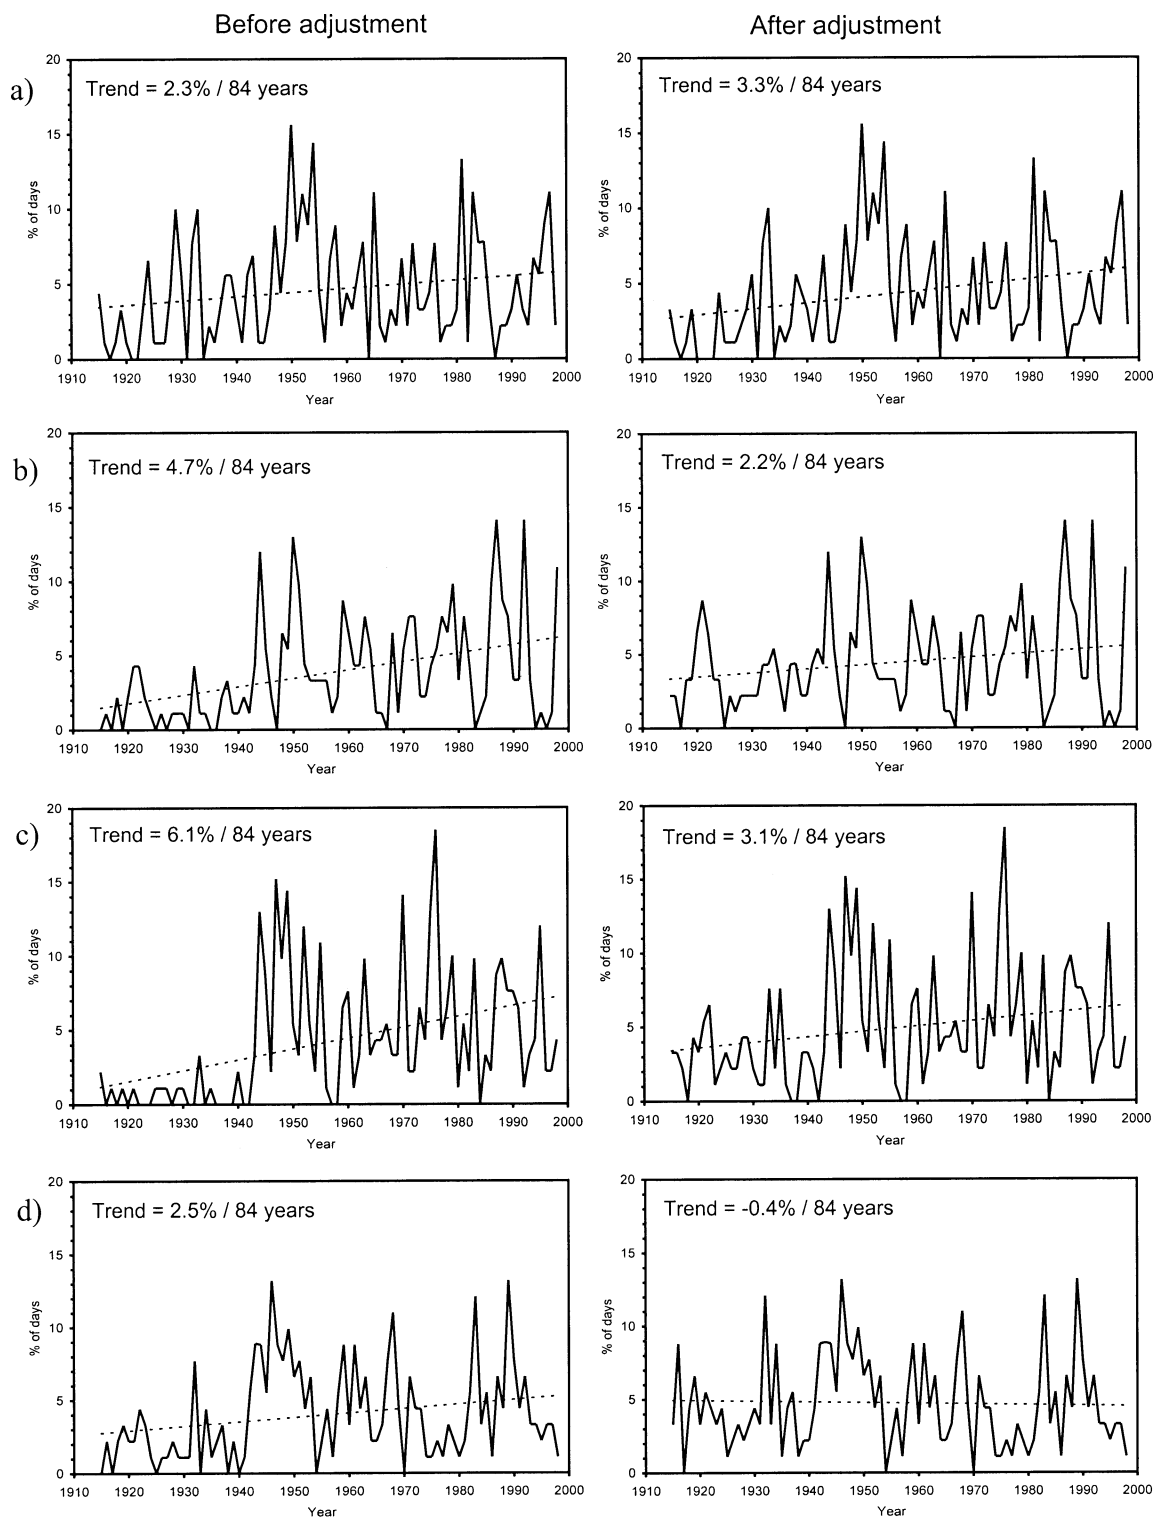 Before adjustment
After adjustment
a)
20
15
10
5
0
% of days
Trend = 2.3% / 84 years
1910 1920 1930 1940 1950 1960 1970 1980 1990 2000
Year
20
15
10
5
0
% of days
Trend = 3.3% / 84 years
1910 1920 1930 1940 1950 1960 1970 1980 1990 2000
Year
b)
20
15
10
5
0
% of days
Trend = 4.7% / 84 years
1910 1920 1930 1940 1950 1960 1970 1980 1990 2000
Year
20
15
10
5
0
% of days
Trend = 2.2% / 84 years
1910 1920 1930 1940 1950 1960 1970 1980 1990 2000
Year
c)
20
15
10
5
0
% of days
Trend = 6.1% / 84 years
1910 1920 1930 1940 1950 1960 1970 1980 1990 2000
Year
20
15
10
5
0
% of days
Trend = 3.1% / 84 years
1910 1920 1930 1940 1950 1960 1970 1980 1990 2000
Year
d)
20
15
10
5
0
% of days
Trend = 2.5% / 84 years
1910 1920 1930 1940 1950 1960 1970 1980 1990 2000
Year
20
15
10
5
0
% of days
Trend = -0.4% / 84 years
1910 1920 1930 1940 1950 1960 1970 1980 1990 2000
Year